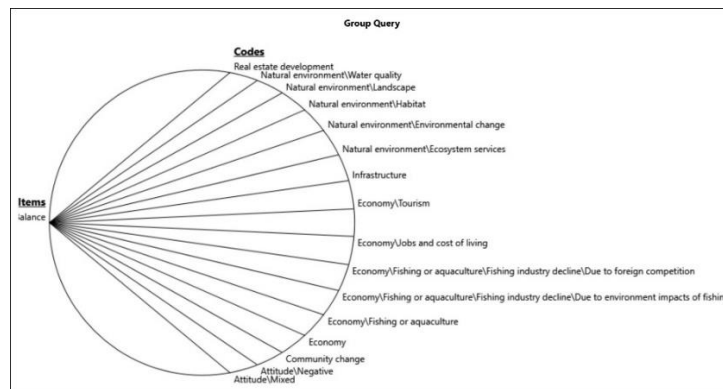 Group Query
Codes
Real estate development
Natural environment\Water quality
Natural environment\Landscape
Natural environment\Habitat
Natural environment\Environmental change
Natural environment\Ecosystem services
Infrastructure
Items
Economy\Tourism
alance
Economy\Jobs and cost of living
Economy\Fishing or aquaculture\Fishing industry decline\Due to foreign competition
Economy\Fishing or aquaculture\Fishing industry decline\Due to environment impacts of fishin
Economy\Fishing or aquaculture
Economy
Community change
Attitude\Negative
Attitude\Mixed